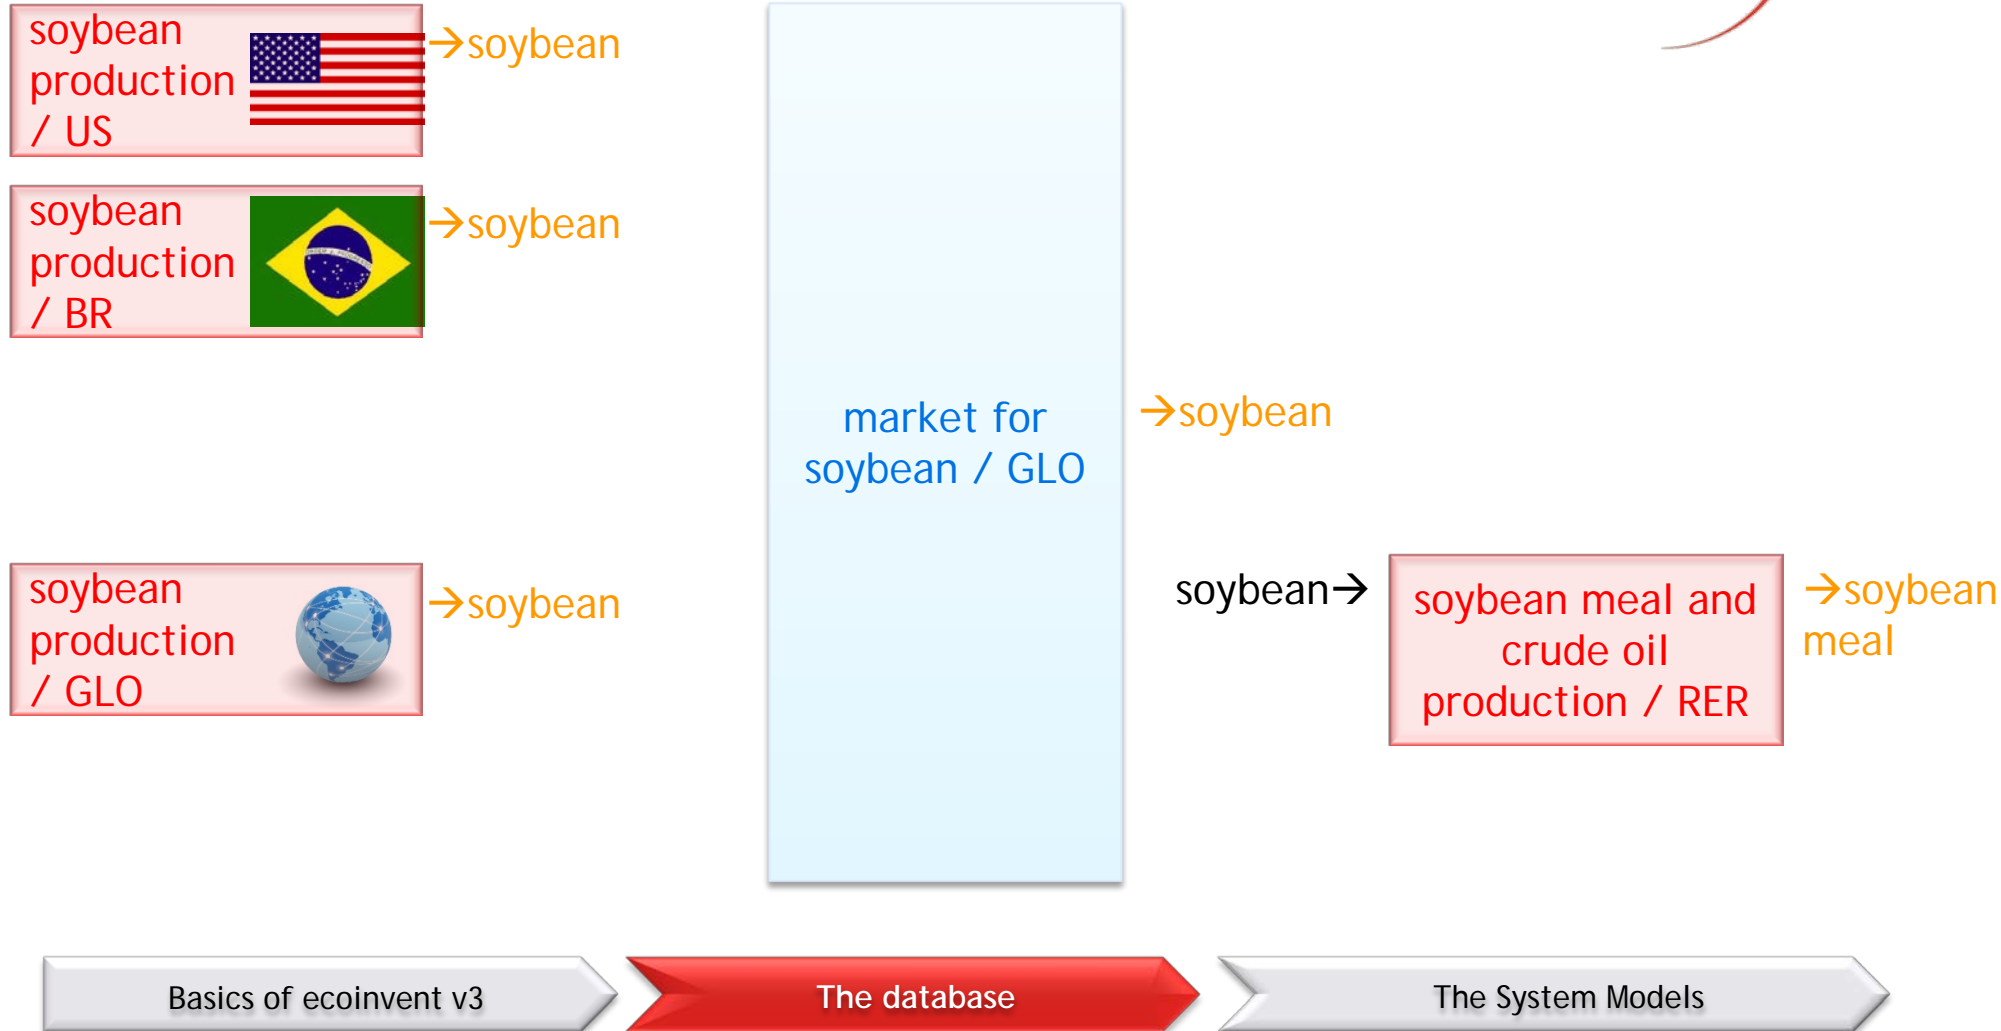 soybean
production
/ US
→soybean
soybean
production
/ BR
→soybean
market for
soybean / GLO
→soybean
soybean
production
/ GLO
→soybean
soybean→
soybean meal and
crude oil
production / RER
→soybean
meal
Basics of ecoinvent v3
The database
The System Models